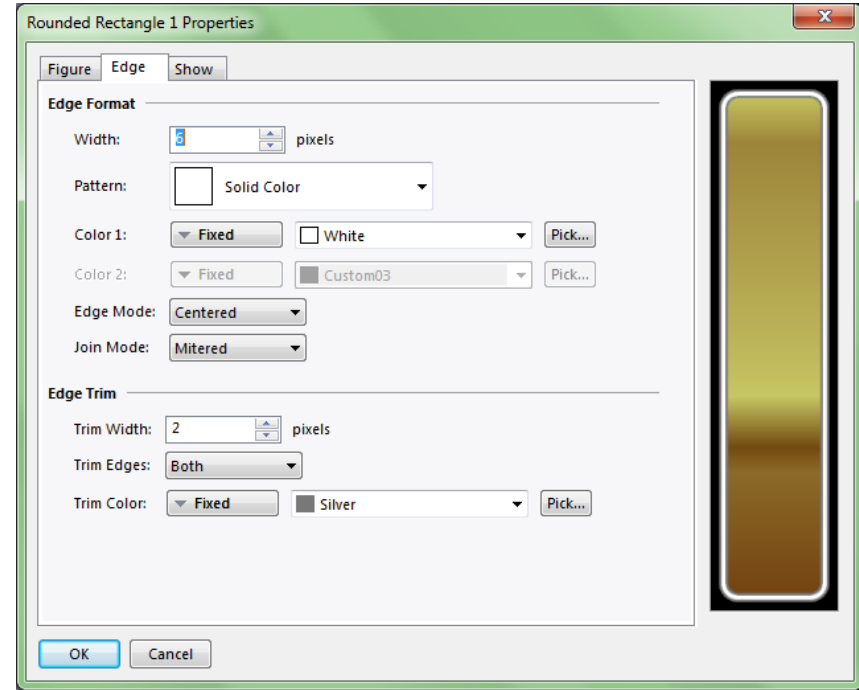 Rounded Rectangle 1 Properties
Figure Edge Show
Edge Format
Width: 6 pixels
Pattern: Solid Color
Color 1: Fixed White Pick...
Color 2: Fixed Custom03 Pick...
Edge Mode: Centered
Join Mode: Mitered
Edge Trim
Trim Width: 2 pixels
Trim Edges: Both
Trim Color: Fixed Silver Pick...
OK Cancel